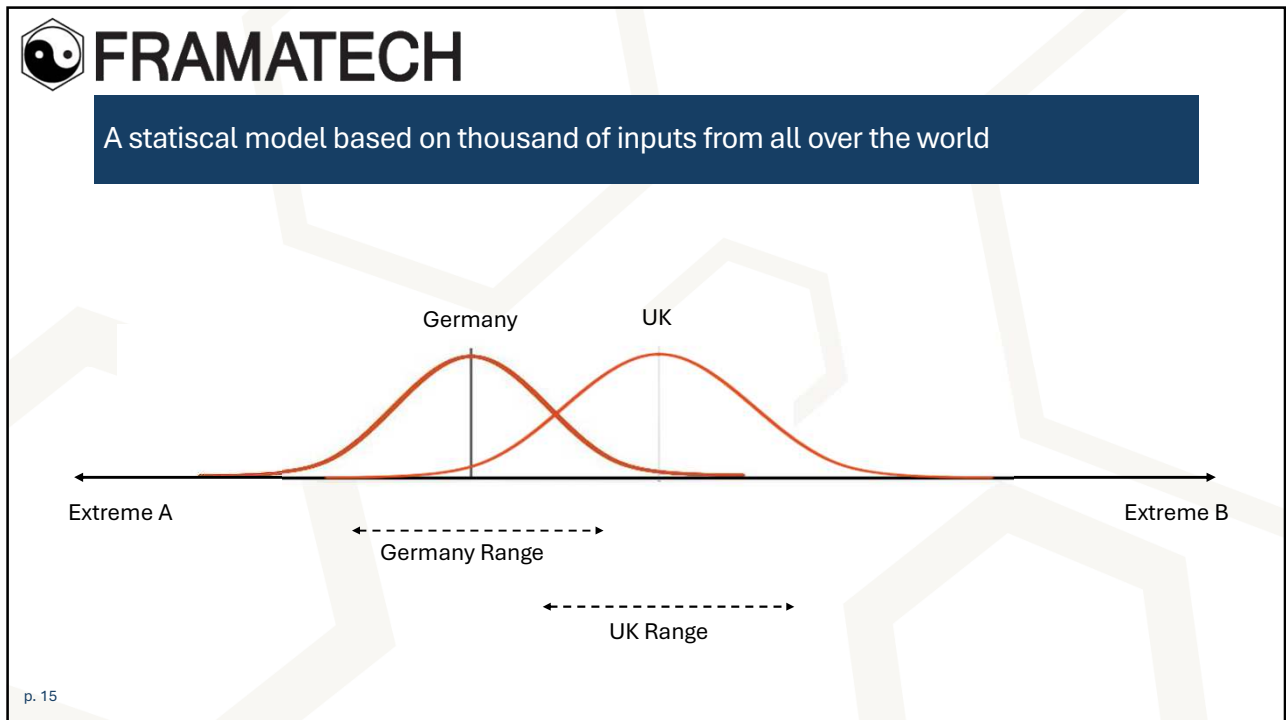 FRAMATECH
A statiscal model based on thousand of inputs from all over the world
Germany
UK
Extreme A
Extreme B
Germany Range
UK Range
p. 15